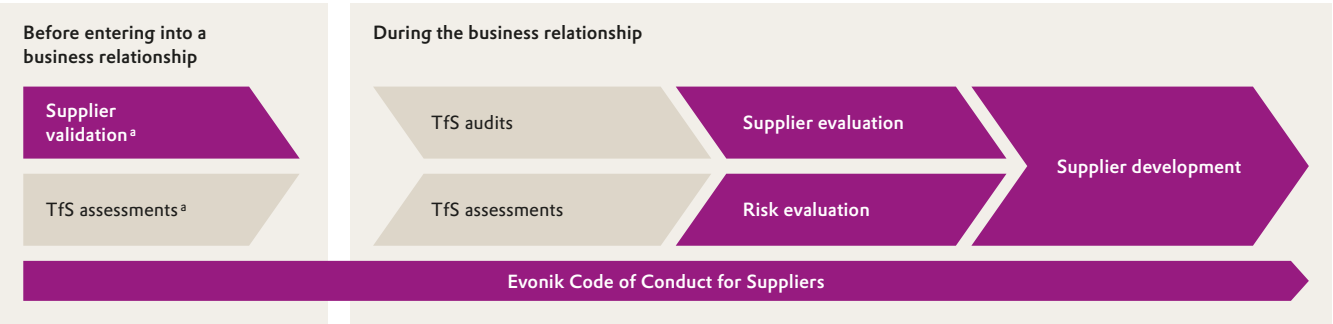 Before entering into a
business relationship
Supplier
validation a
TfS assessments a
During the business relationship
TfS audits
Supplier evaluation
TfS assessments
Risk evaluation
Supplier development
Evonik Code of Conduct for Suppliers